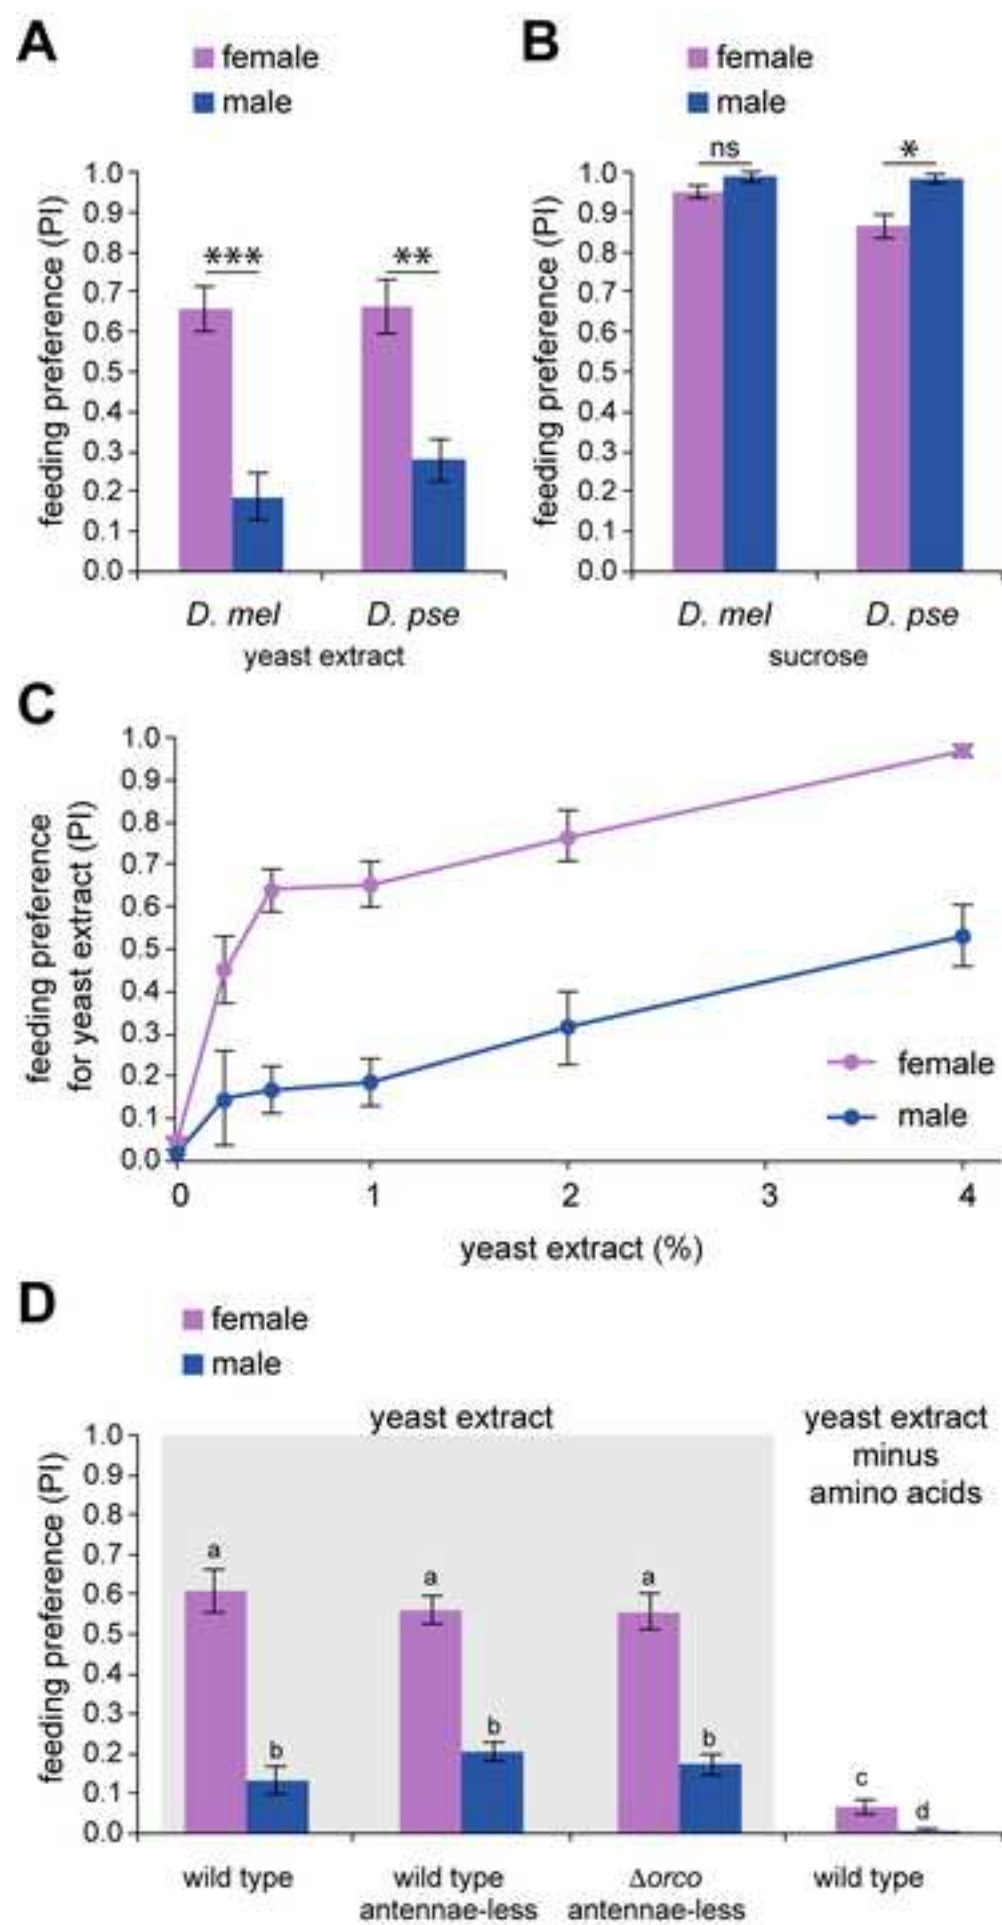 A
female
male
feeding preference (PI)
1.0
0.9
0.8
0.7
0.6
0.5
0.4
0.3
0.2
0.1
0.0
***
**
D. mel
D. pse
yeast extract
B
female
male
feeding preference (PI)
1.0
0.9
0.8
0.7
0.6
0.5
0.4
0.3
0.2
0.1
0.0
ns
*
D. mel
D. pse
sucrose
C
feeding preference
for yeast extract (PI)
1.0
0.9
0.8
0.7
0.6
0.5
0.4
0.3
0.2
0.1
0.0
female
male
0
1
2
3
4
yeast extract (%)
D
female
male
yeast extract
yeast extract
minus
amino acids
feeding preference (PI)
1.0
0.9
0.8
0.7
0.6
0.5
0.4
0.3
0.2
0.1
0.0
a
b
a
b
a
b
c
d
wild type
wild type
antennae-less
Δorco
antennae-less
wild type